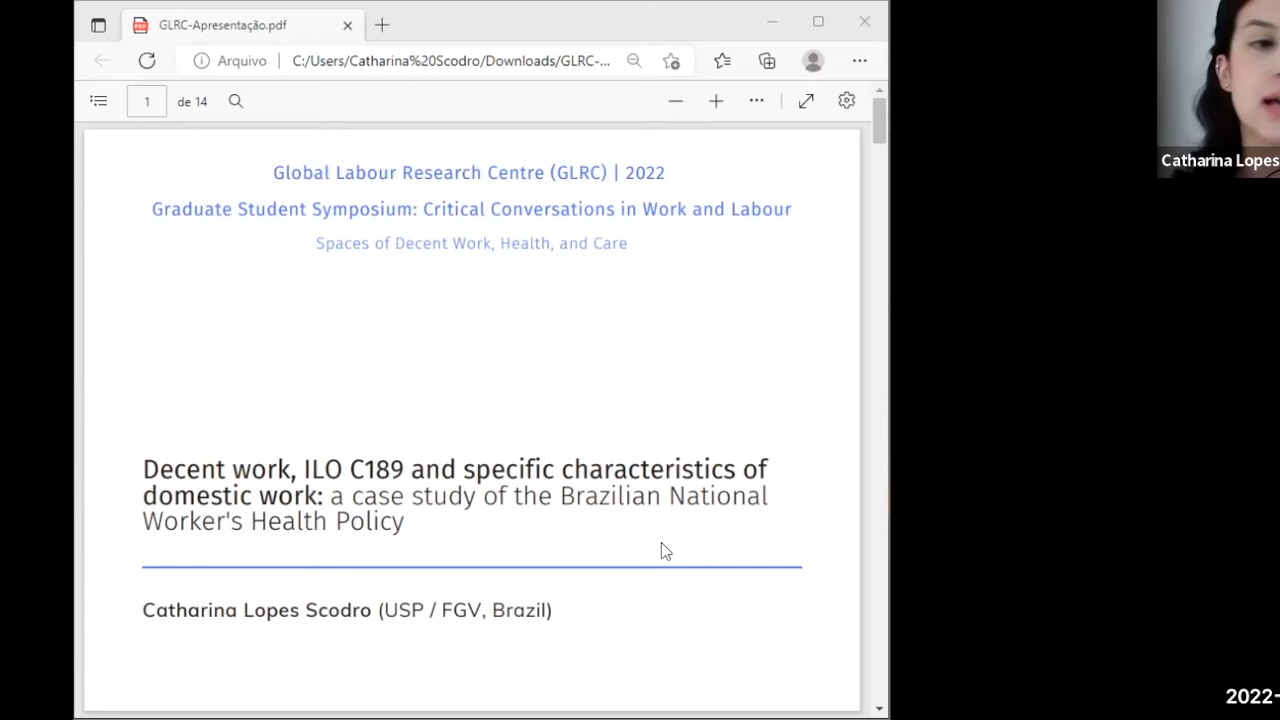 GLRC-Apresentação.pdf
Arquivo
C:/Users/Catharina%20Scodro/Downloads/GLRC-...
1
de 14
Global Labour Research Centre (GLRC) | 2022
Graduate Student Symposium: Critical Conversations in Work and Labour
Spaces of Decent Work, Health, and Care
Decent work, ILO C189 and specific characteristics of
domestic work: a case study of the Brazilian National
Worker's Health Policy
Catharina Lopes Scodro (USP / FGV, Brazil)
Catharina Lopes
2022-